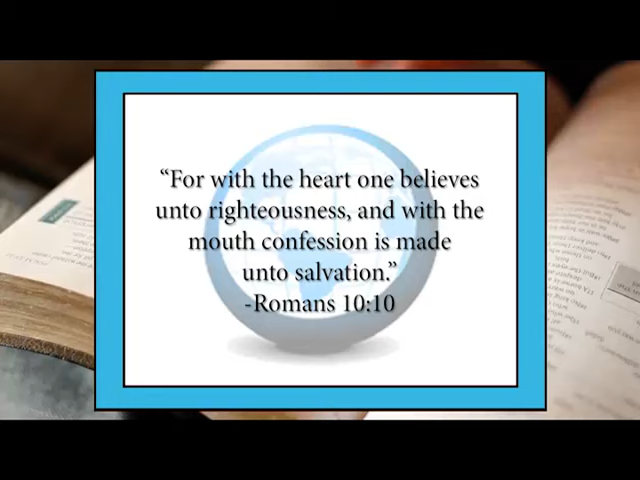 “For with the heart one believes
unto righteousness, and with the
mouth confession is made
unto salvation.”
-Romans 10:10